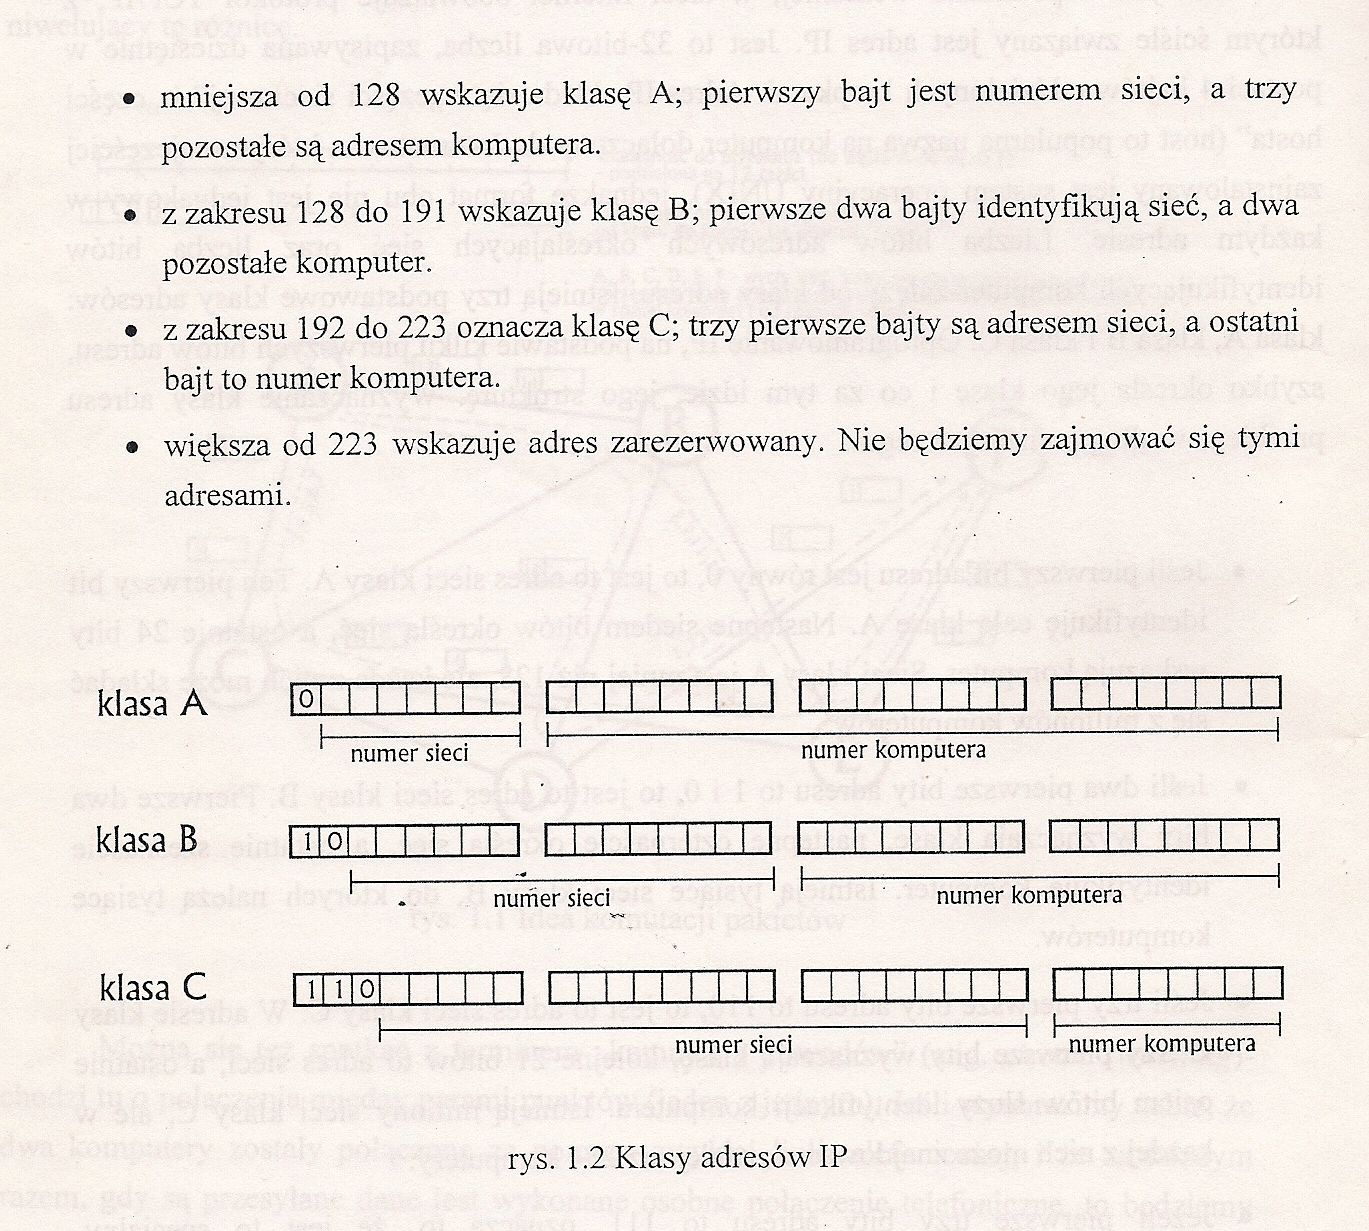 • mniejsza od 128 wskazuje klasę A; pierwszy bajt jest numerem sieci, a trzy
pozostałe są adresem komputera.
• z zakresu 128 do 191 wskazuje klasę B; pierwsze dwa bajty identyfikują sieć, a dwa
pozostałe komputer.
• z zakresu 192 do 223 oznacza klasę C; trzy pierwsze bajty są adresem sieci, a ostatni
bajt to numer komputera.
• większa od 223 wskazuje adres zarezerwowany. Nie będziemy zajmować się tymi
adresami.
klasa A 0
numer sieci numer komputera
klasa B 1 0
numer sieci numer komputera
klasa C 1 1 0
numer sieci numer komputera
rys. 1.2 Klasy adresów IP